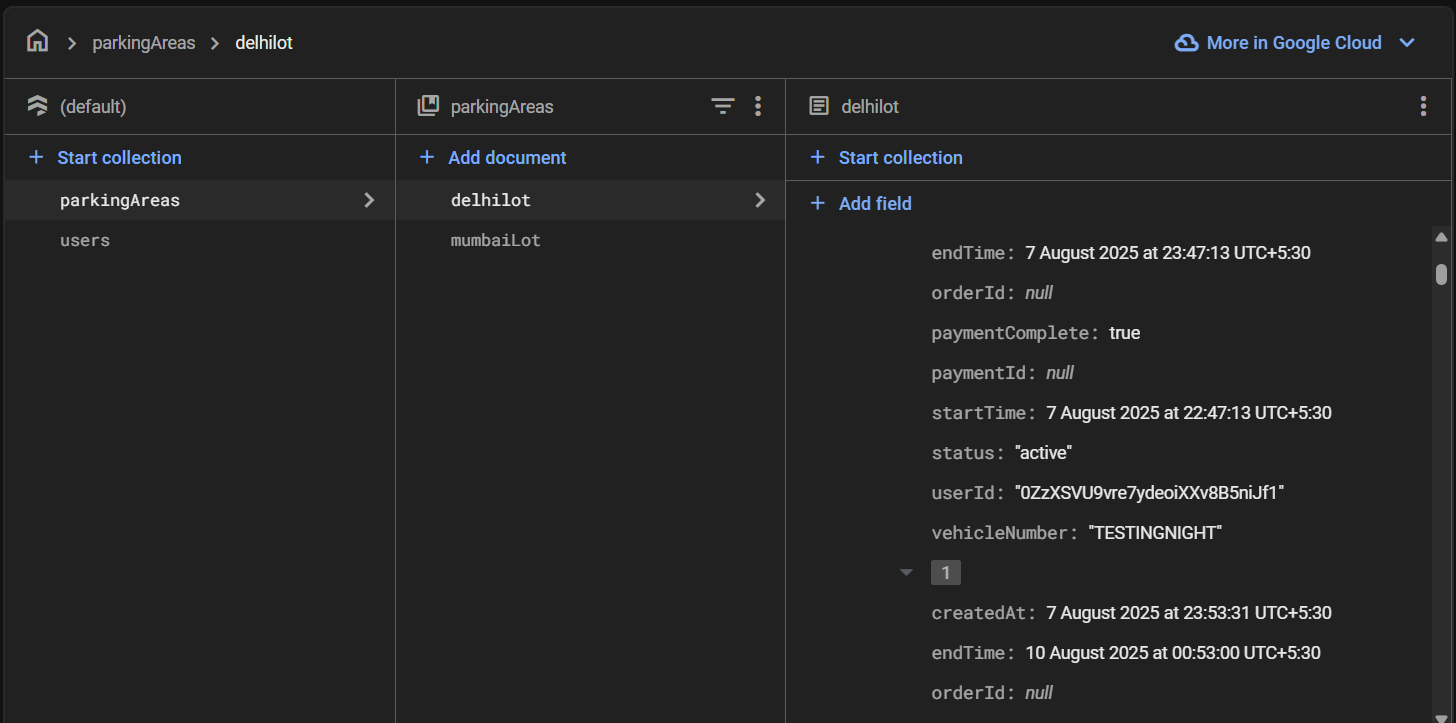 parkingAreas delhilot More in Google Cloud
(default) parkingAreas delhilot
Start collection Add document Start collection
parkingAreas delhilot Add field
users mumbaiLot
endTime: 7 August 2025 at 23:47:13 UTC+5:30
orderId: null
paymentComplete: true
paymentId: null
startTime: 7 August 2025 at 22:47:13 UTC+5:30
status: "active"
userId: "0ZzXSVU9vre7ydeoiXXv8B5niJf1"
vehicleNumber: "TESTINGNIGHT"
1
createdAt: 7 August 2025 at 23:53:31 UTC+5:30
endTime: 10 August 2025 at 00:53:00 UTC+5:30
orderId: null